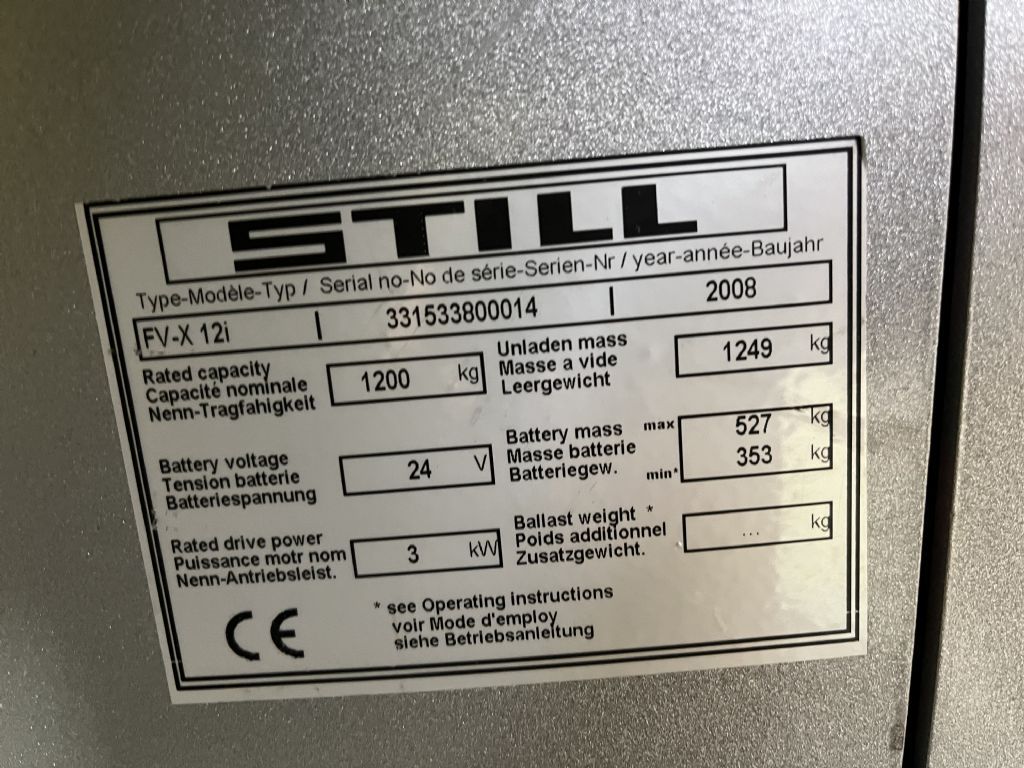 STILL
Type-Modèle-Typ / Serial no-No de série-Serien-Nr / year-année-Baujahr
FV-X 12i | 331533800014 | 2008
Rated capacity
Capacité nominale
Nenn-Tragfahigkeit
1200 kg
Unladen mass
Masse a vide
Leergewicht
1249 kg
Battery voltage
Tension batterie
Batteriespannung
24 V
Battery mass
Masse batterie
Batteriegew.
max 527 kg
min* 353 kg
Rated drive power
Puissance motr nom
Nenn-Antriebsleist.
3 kW
Ballast weight *
Poids additionnel
Zusatzgewicht.
... kg
CE
* see Operating instructions
voir Mode d'employ
siehe Betriebsanleitung